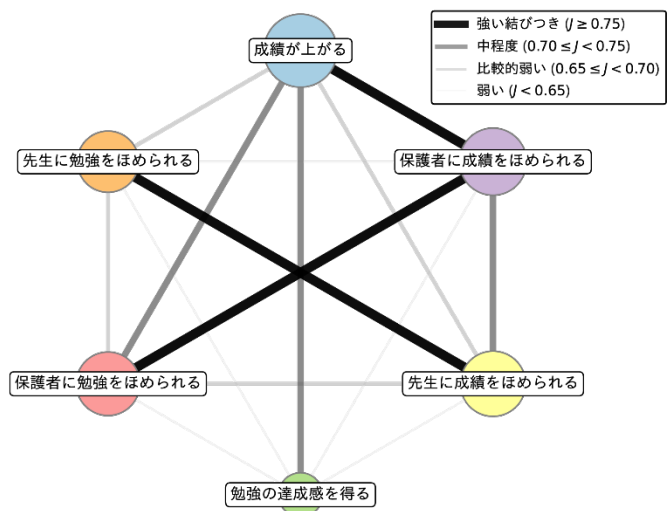 成績が上がる
強い結びつき (J ≥ 0.75)
中程度 (0.70 ≤ J < 0.75)
比較的弱い (0.65 ≤ J < 0.70)
弱い (J < 0.65)
先生に勉強をほめられる
保護者に成績をほめられる
保護者に勉強をほめられる
先生に成績をほめられる
勉強の達成感を得る